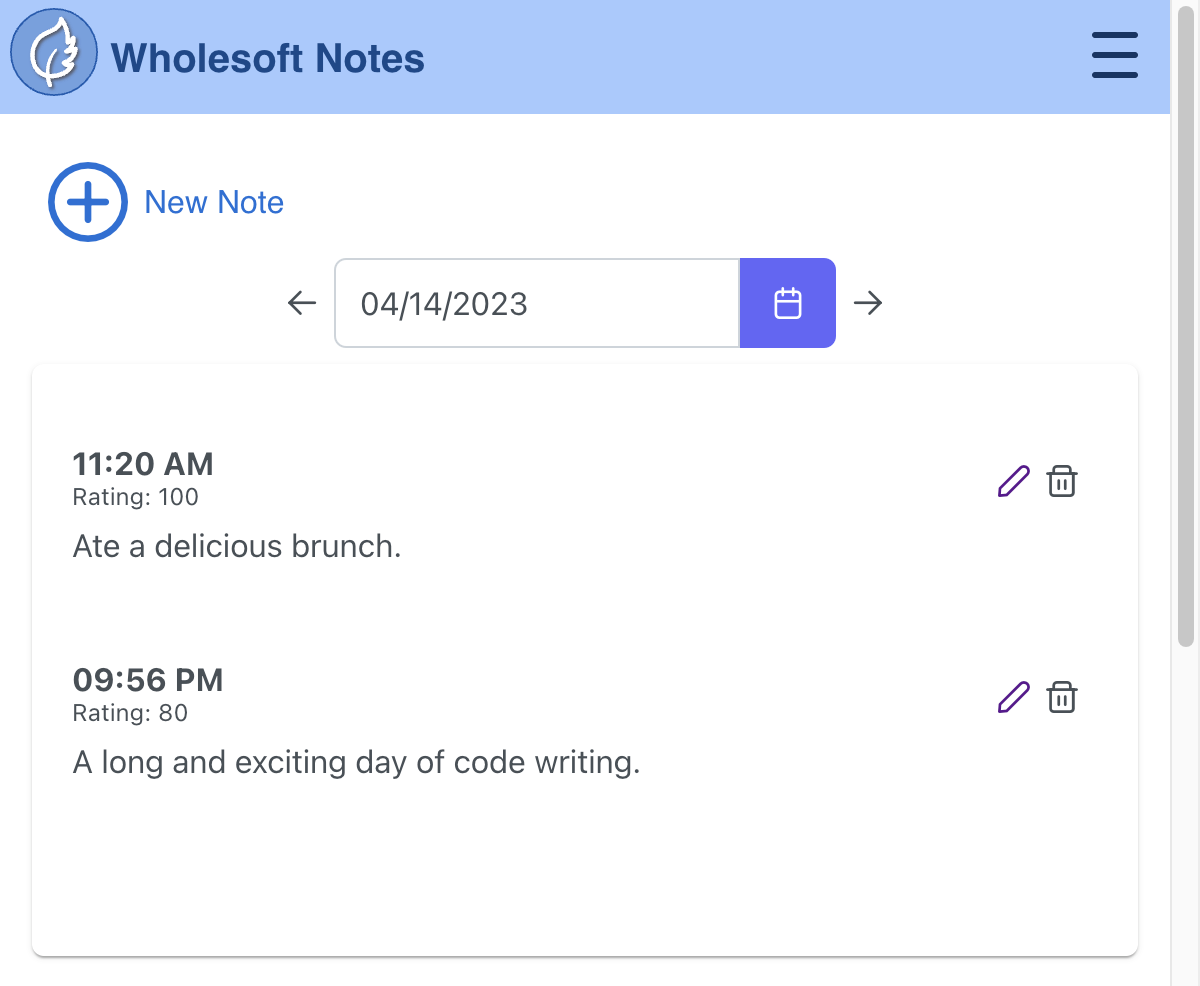 Wholesoft Notes
New Note
04/14/2023
11:20 AM
Rating: 100
Ate a delicious brunch.
09:56 PM
Rating: 80
A long and exciting day of code writing.